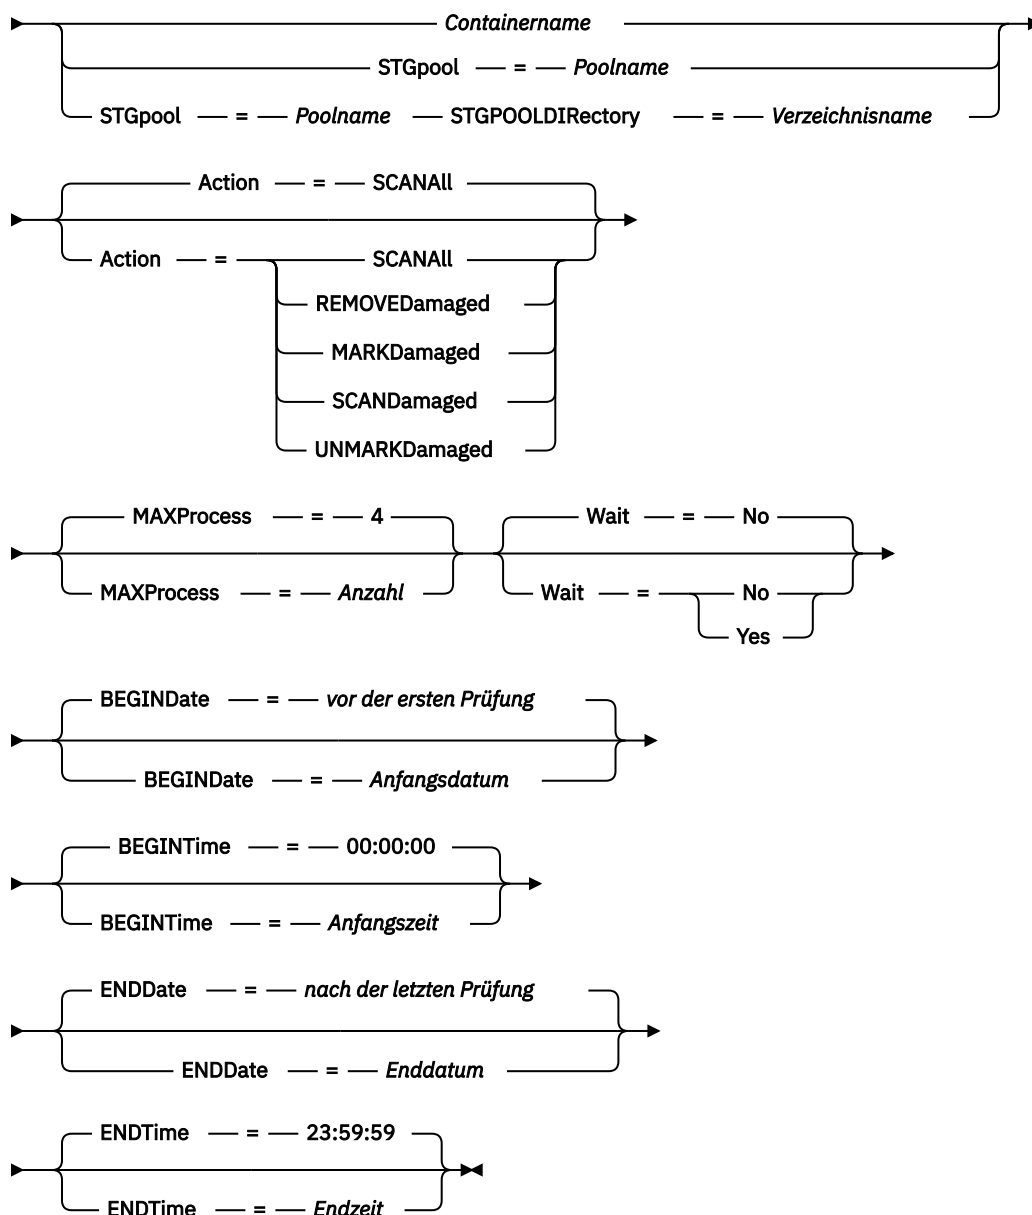 Containername
STGpool = Poolname
STGpool = Poolname STGPOOLDIRectory = Verzeichnisname
Action = SCANAll
Action = SCANAll
REMOVEDamaged
MARKDamaged
SCANDamaged
UNMARKDamaged
MAXProcess = 4 Wait = No
MAXProcess = Anzahl Wait = No
Yes
BEGINDate = vor der ersten Prüfung
BEGINDate = Anfangsdatum
BEGINTime = 00:00:00
BEGINTime = Anfangszeit
ENDDate = nach der letzten Prüfung
ENDDate = Enddatum
ENDTime = 23:59:59
ENDTime = Endzeit